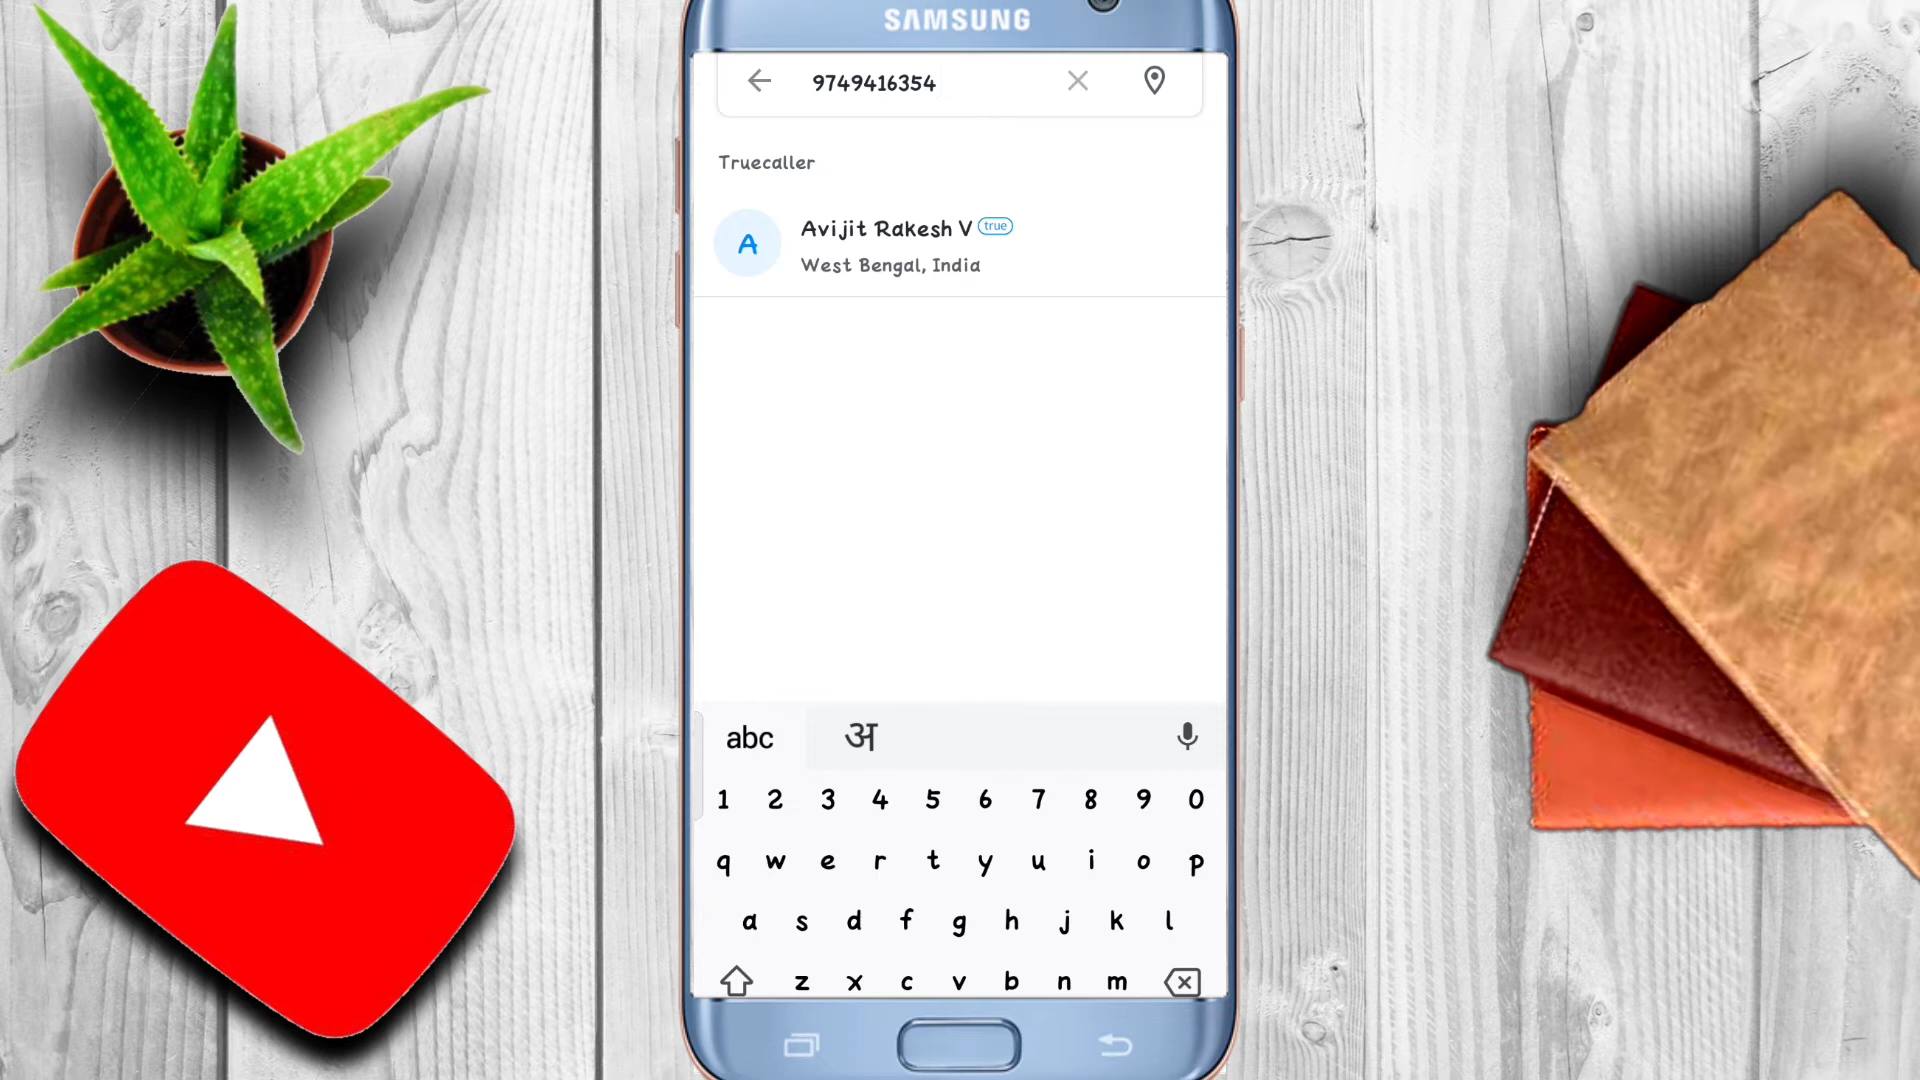 SAMSUNG
9749416354
Truecaller
Avijit Rakesh V true
A
West Bengal, India
abc अ
1 2 3 4 5 6 7 8 9 0
q w e r t y u i o p
a s d f g h j k l
z x c v b n m